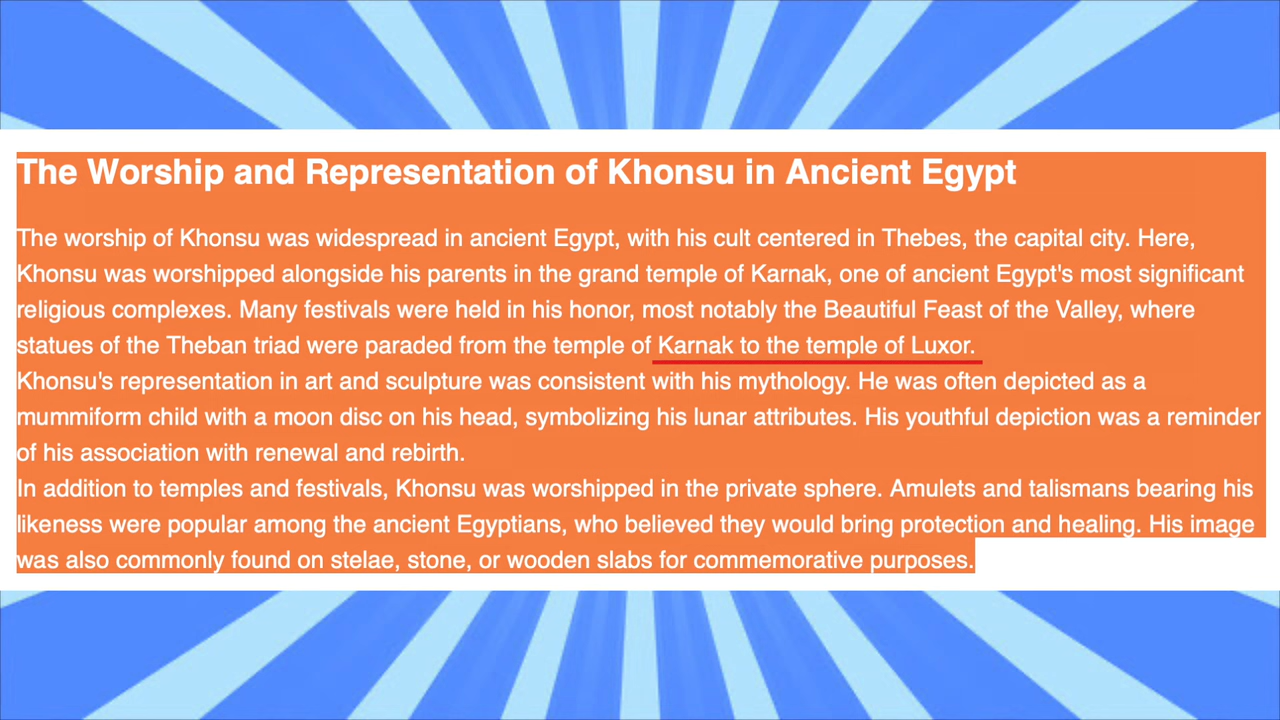 The Worship and Representation of Khonsu in Ancient Egypt
The worship of Khonsu was widespread in ancient Egypt, with his cult centered in Thebes, the capital city. Here,
Khonsu was worshipped alongside his parents in the grand temple of Karnak, one of ancient Egypt's most significant
religious complexes. Many festivals were held in his honor, most notably the Beautiful Feast of the Valley, where
statues of the Theban triad were paraded from the temple of Karnak to the temple of Luxor.
Khonsu's representation in art and sculpture was consistent with his mythology. He was often depicted as a
mummiform child with a moon disc on his head, symbolizing his lunar attributes. His youthful depiction was a reminder
of his association with renewal and rebirth.
In addition to temples and festivals, Khonsu was worshipped in the private sphere. Amulets and talismans bearing his
likeness were popular among the ancient Egyptians, who believed they would bring protection and healing. His image
was also commonly found on stelae, stone, or wooden slabs for commemorative purposes.